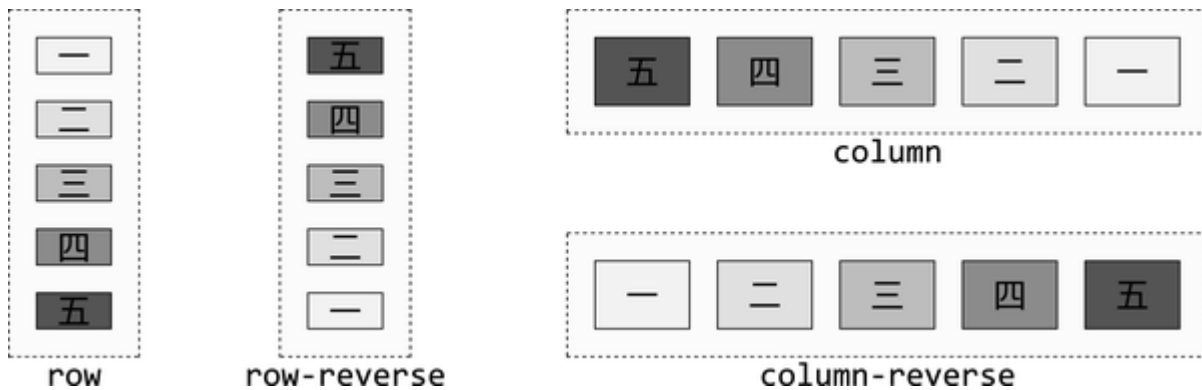 一
二
三
四
五
row
五
四
三
二
一
row-reverse
五 四 三 二 一
column
一 二 三 四 五
column-reverse